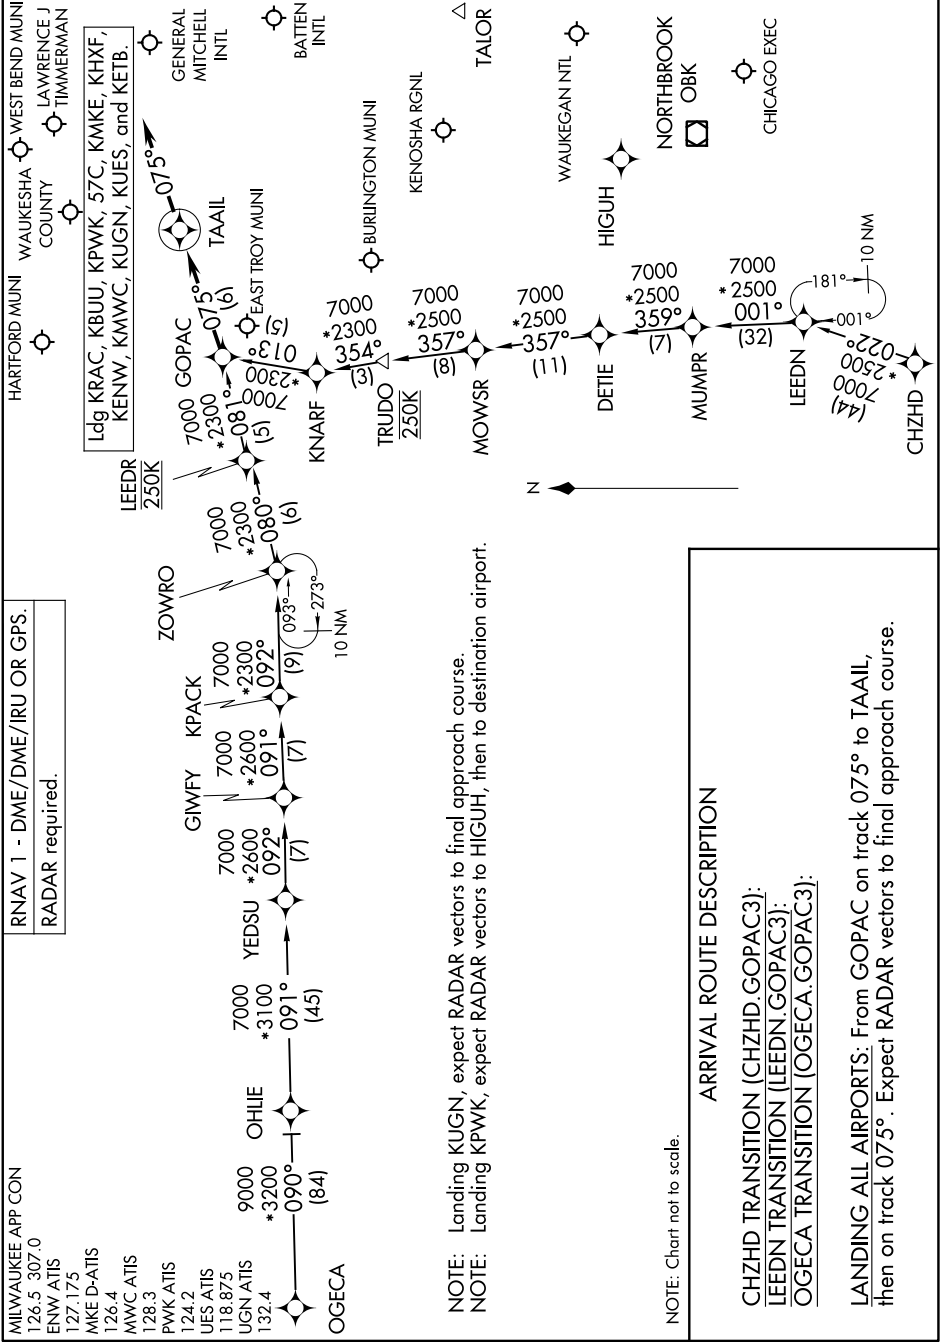 MILWAUKEE APP CON
126.5 307.0
ENW ATIS
127.175
MKE D-ATIS
126.4
MWC ATIS
128.3
PWK ATIS
124.2
UES ATIS
118.875
UGN ATIS
132.4
RNAV 1 - DME/DME/IRU OR GPS.
RADAR required.
HARTFORD MUNI
WAUKESHA
COUNTY
WEST BEND MUNI
LAWRENCE J
TIMMERMAN
Ldg KRAC, KBUU, KPWK, 57C, KMKE, KHXF,
KENW, KMWC, KUGN, KUES, and KETB.
GENERAL
MITCHELL
INTL
BATTEN
INTL
TALOR
OGECA
9000
*3200
090°
(84)
OHLIE
7000
*3100
091°
(45)
YEDSU
7000
*2600
092°
(7)
GIWFY
7000
*2600
091°
(7)
KPACK
7000
*2300
092°
(9)
ZOWRO
093°
273°
10 NM
7000
*2300
080°
(6)
LEEDR
250K
7000
*2300
081°
(5)
GOPAC
075°
(6)
TAAIL
075°
EAST TROY MUNI
7000
*2300
013°
(5)
KNARF
7000
*2300
354°
(3)
TRUDO
250K
BURLINGTON MUNI
KENOSHA RGNL
7000
*2500
357°
(8)
MOWSR
7000
*2500
357°
(11)
DETIE
WAUKEGAN NTL
HIGUH
NORTHBROOK
OBK
CHICAGO EXEC
7000
*2500
359°
(7)
MUMPR
7000
*2500
001°
(32)
LEEDN
181°
001°
10 NM
022°
*2500
7000
(44)
CHZHD
N
NOTE: Landing KUGN, expect RADAR vectors to final approach course.
NOTE: Landing KPWK, expect RADAR vectors to HIGUH, then to destination airport.
NOTE: Chart not to scale.
ARRIVAL ROUTE DESCRIPTION
CHZHD TRANSITION (CHZHD.GOPAC3):
LEEDN TRANSITION (LEEDN.GOPAC3):
OGECA TRANSITION (OGECA.GOPAC3):
LANDING ALL AIRPORTS: From GOPAC on track 075° to TAAIL,
then on track 075°. Expect RADAR vectors to final approach course.